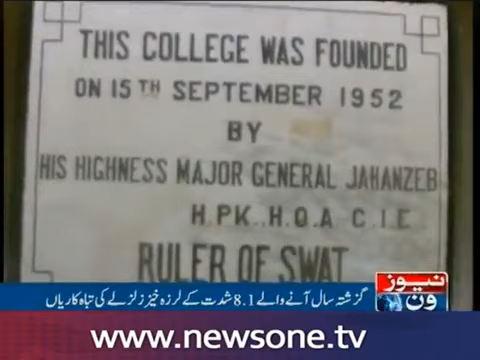 THIS COLLEGE WAS FOUNDED
ON 15TH SEPTEMBER 1952
BY
HIS HIGHNESS MAJOR GENERAL JAHANZEB
H.PK., H.Q.A C.I.E
RULER OF SWAT
گزشتہ سال آنے والے 8.1 شدت کے لرزہ خیز زلزلے کی تباہ کاریاں
نیوز
ون
www.newsone.tv